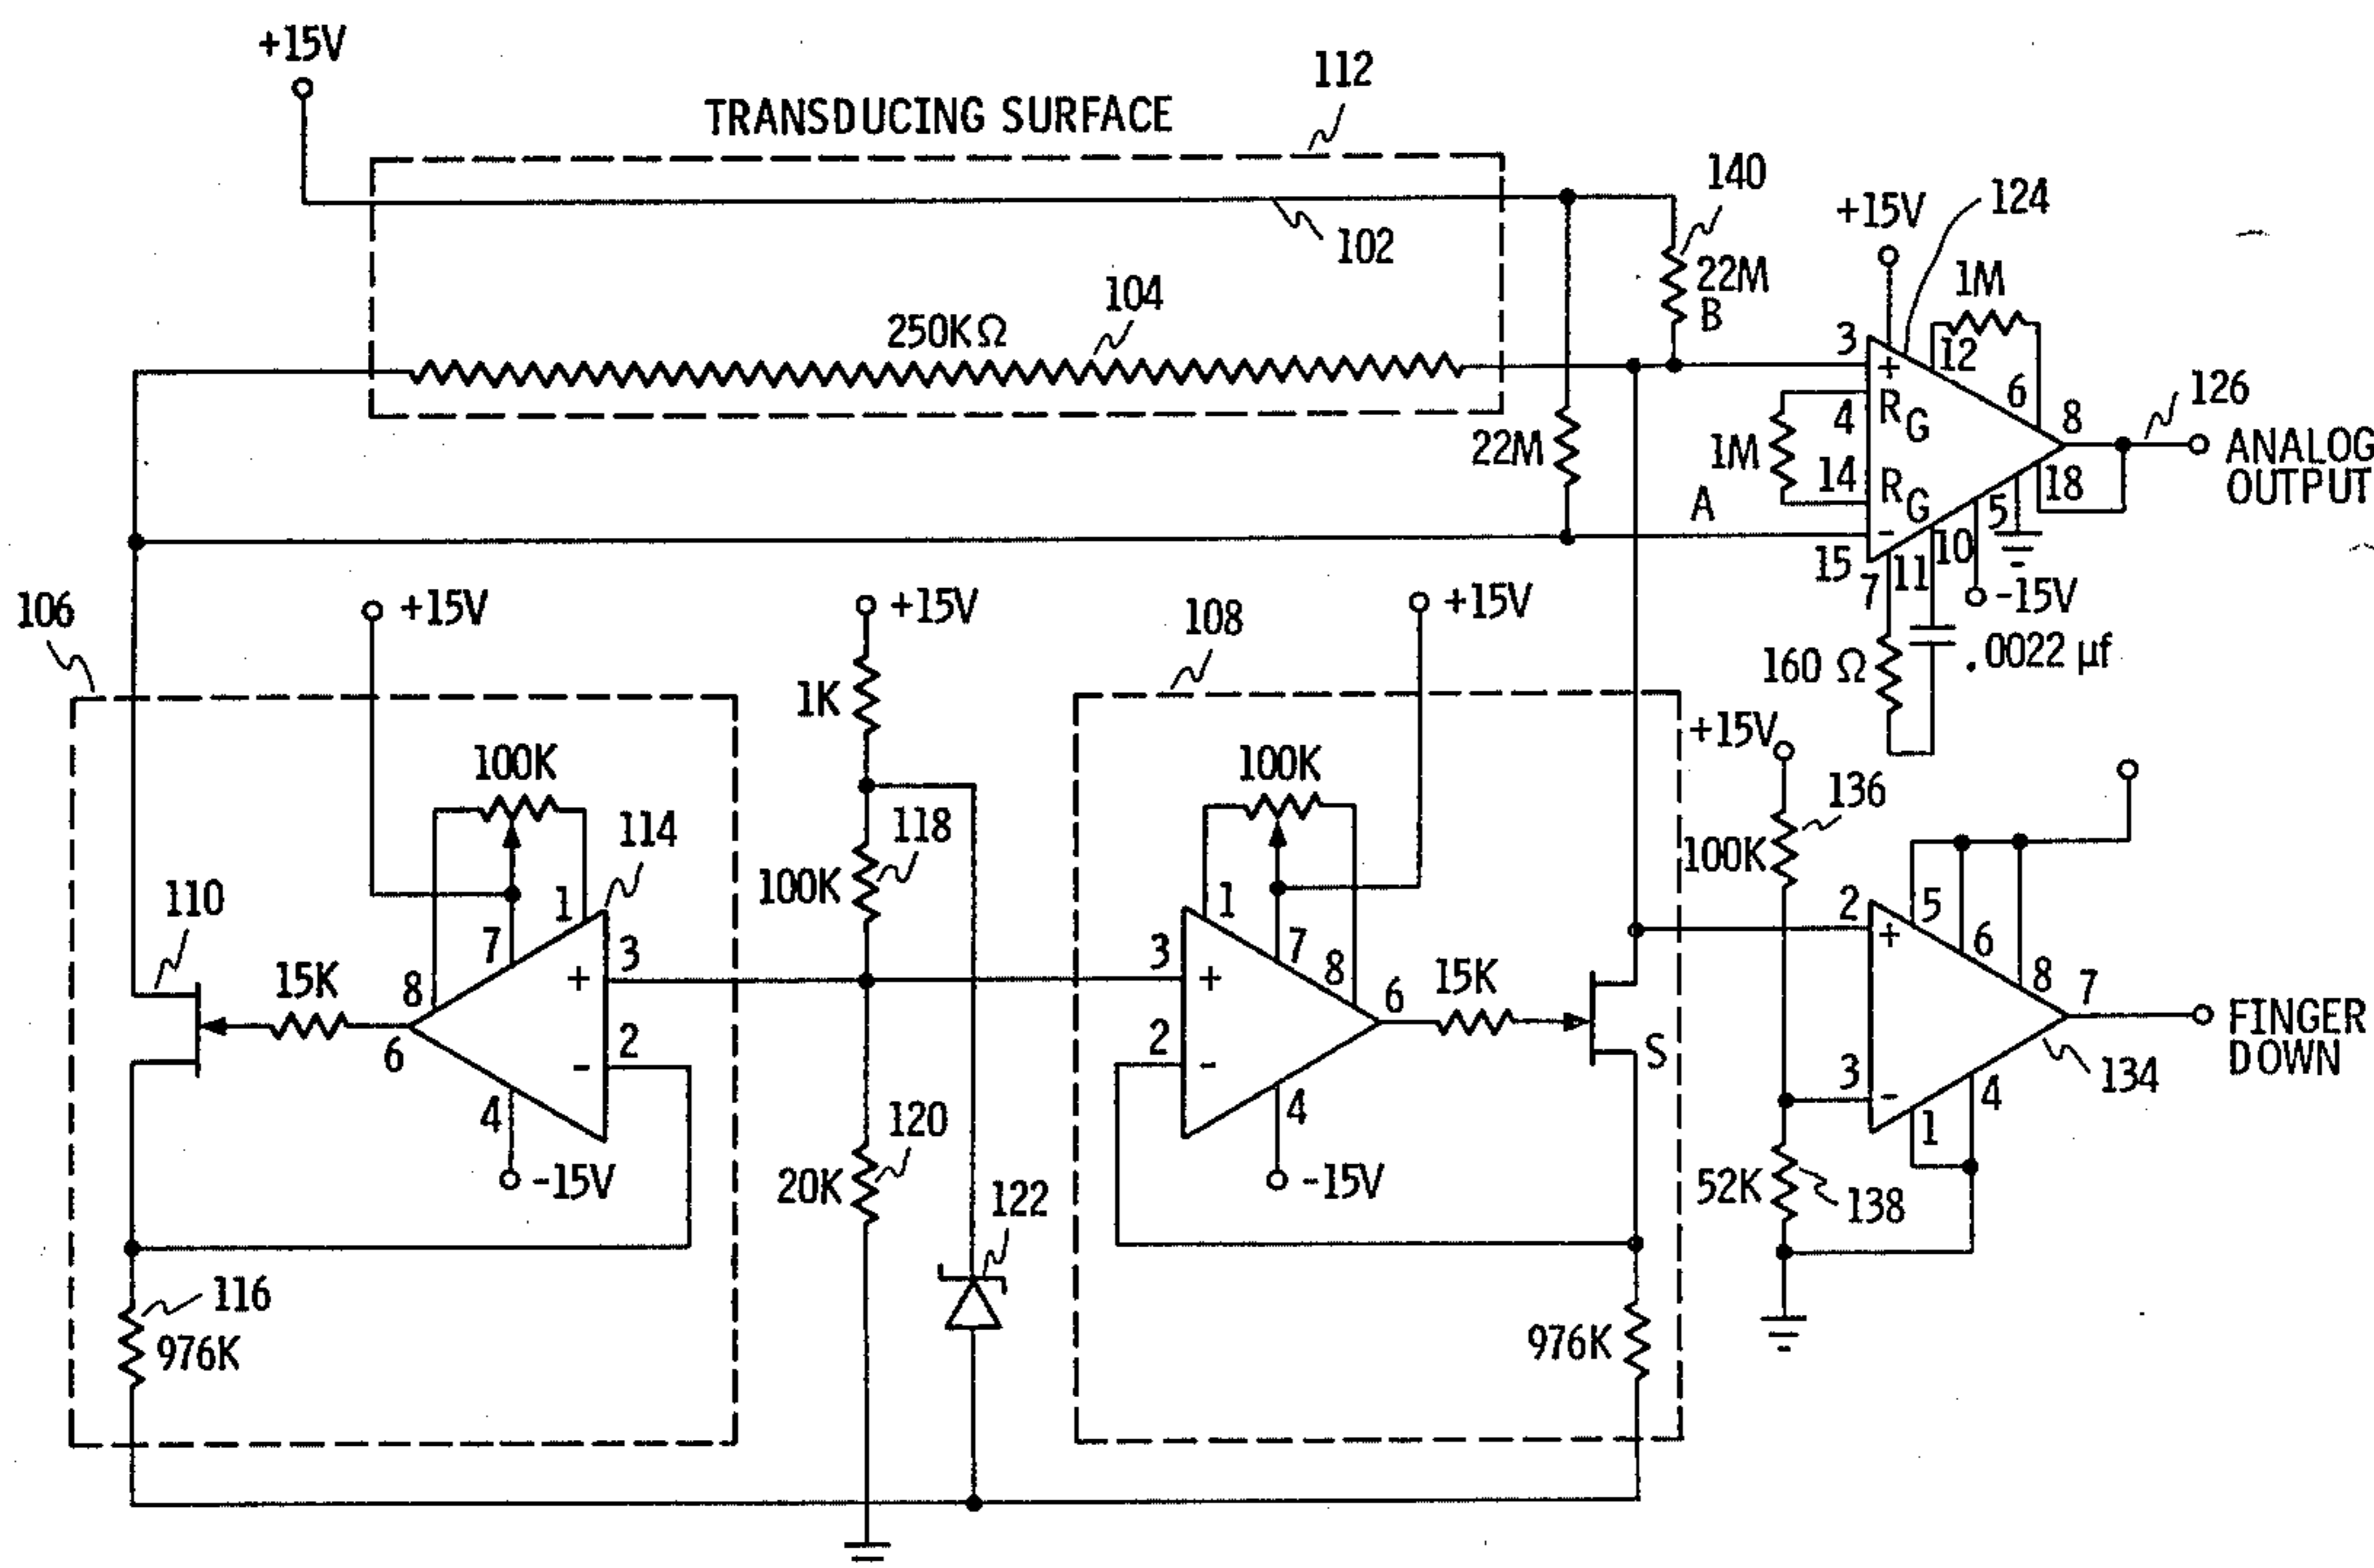 +15V
TRANSDUCING SURFACE
112
102
140
22M
B
+15V
124
1M
104
250KΩ
3
+
12
6
8
126
ANALOG
OUTPUT
R G
4
1M
14
R G
22M
A
-
15
7
11
10
5
18
-15V
160 Ω
.0022 µf
106
+15V
+15V
108
+15V
1K
100K
114
118
100K
100K
+15V
136
100K
110
15K
8
7
1
+
3
6
2
-
4
-15V
120
20K
122
1
7
8
3
+
2
-
6
15K
4
-15V
S
2
+
5
6
8
7
FINGER
DOWN
3
-
1
4
134
52K
138
116
976K
976K